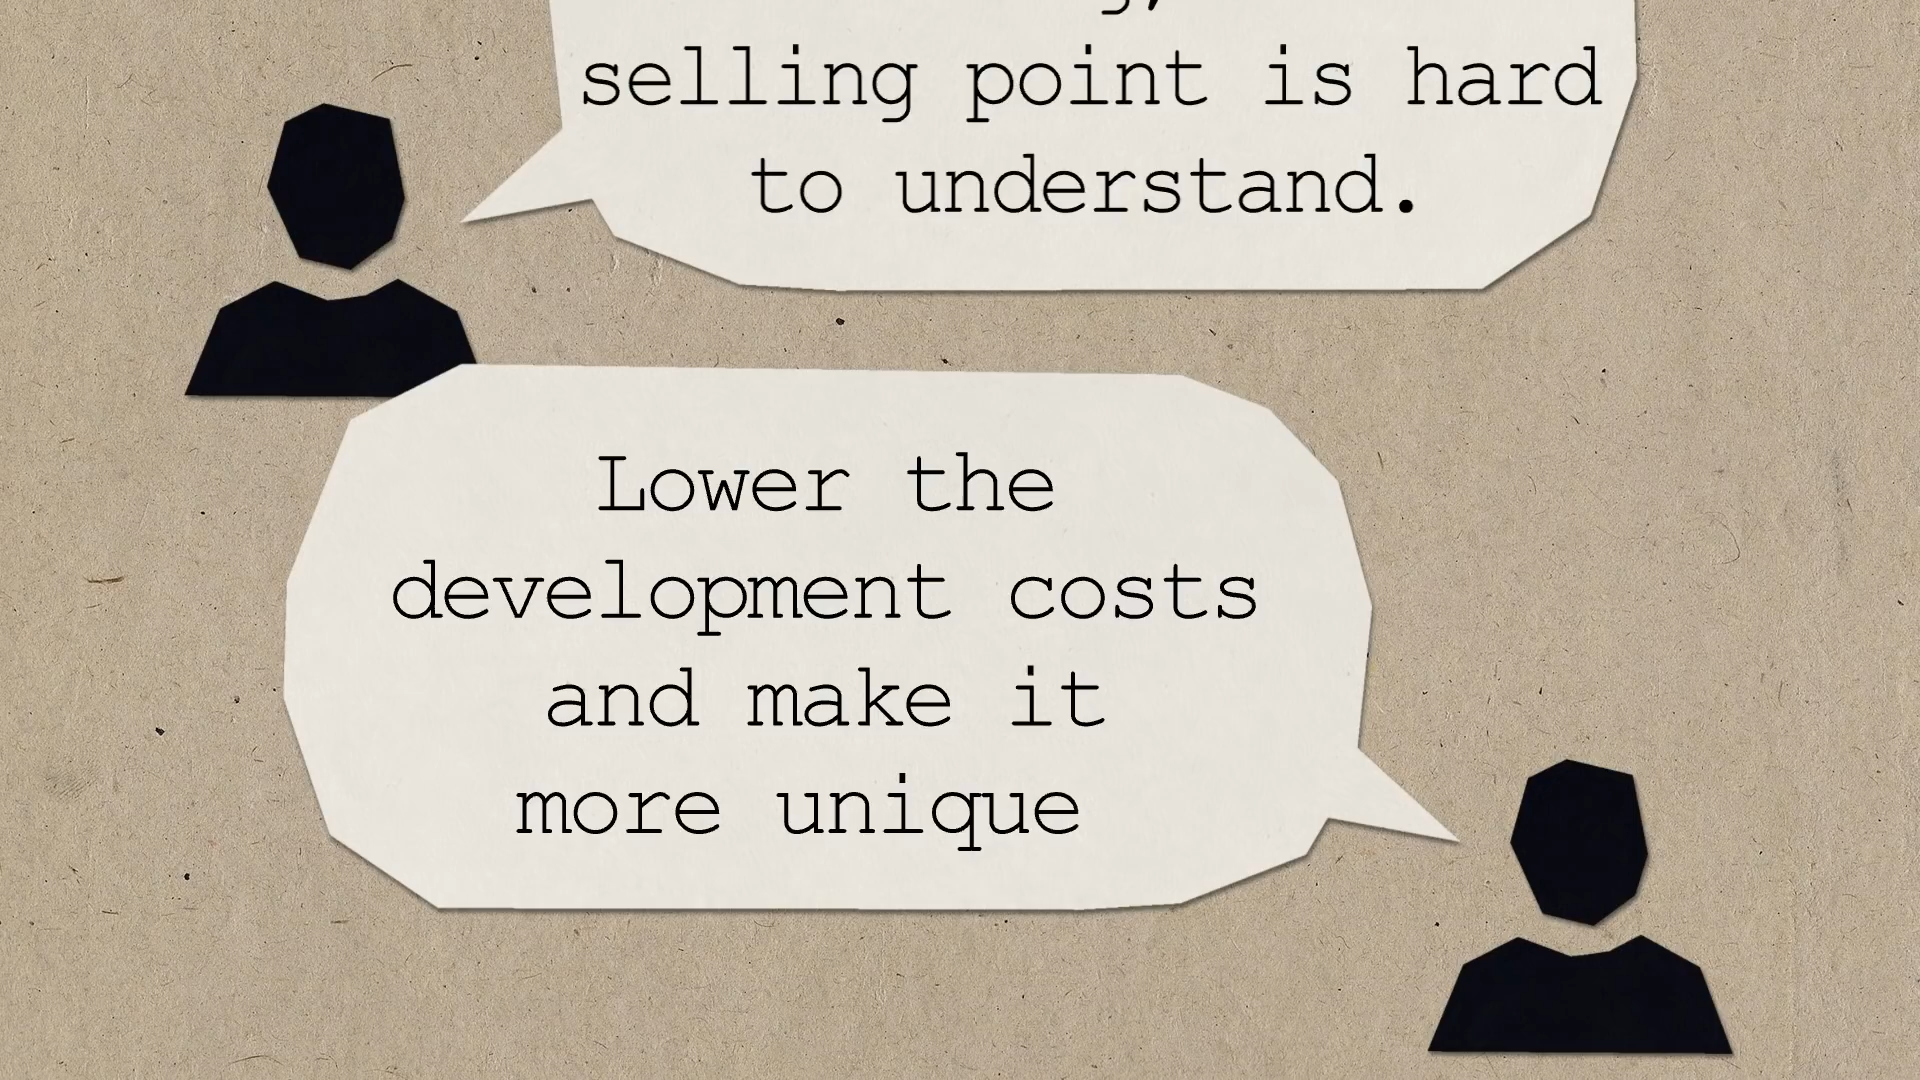 selling point is hard
to understand.
Lower the
development costs
and make it
more unique